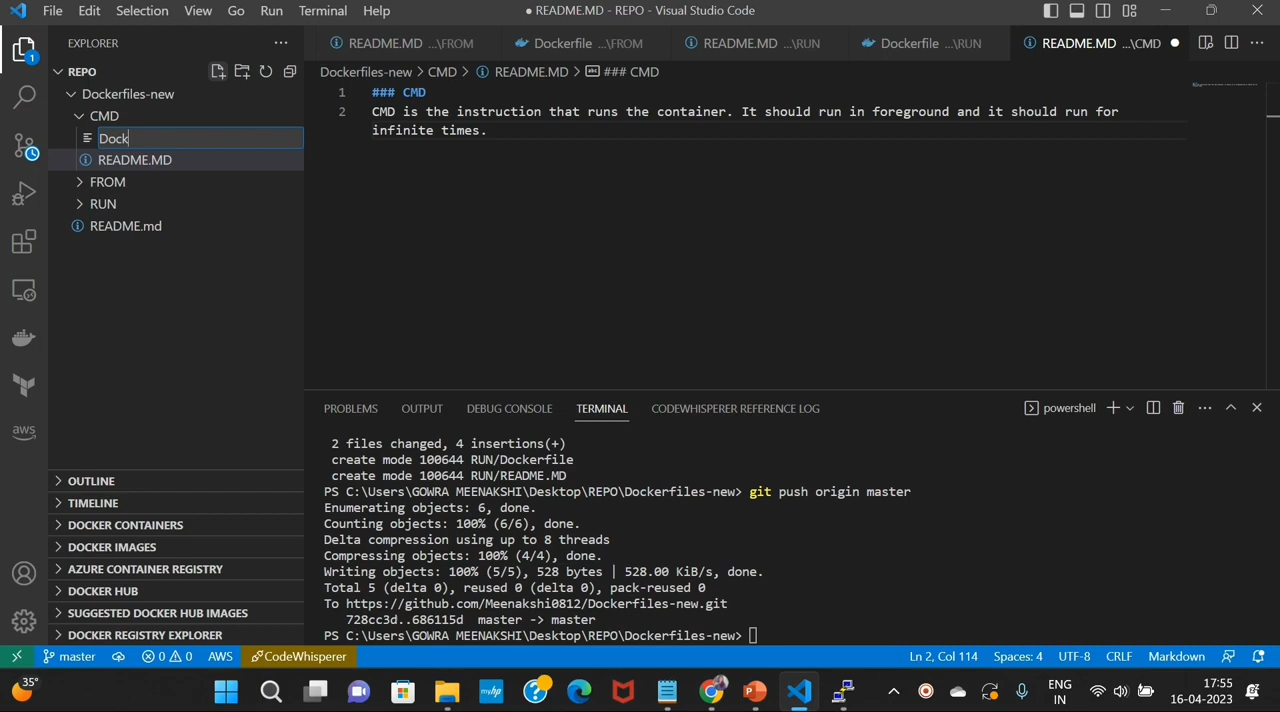 File Edit Selection View Go Run Terminal Help
● README.MD - REPO - Visual Studio Code
EXPLORER
REPO
Dockerfiles-new
CMD
Dock
README.MD
FROM
RUN
README.md
OUTLINE
TIMELINE
DOCKER CONTAINERS
DOCKER IMAGES
AZURE CONTAINER REGISTRY
DOCKER HUB
SUGGESTED DOCKER HUB IMAGES
DOCKER REGISTRY EXPLORER
README.MD ...\FROM Dockerfile ...\FROM README.MD ...\RUN Dockerfile ...\RUN README.MD ...\CMD
Dockerfiles-new > CMD > README.MD > ### CMD
1 ### CMD
2 CMD is the instruction that runs the container. It should run in foreground and it should run for
infinite times.
PROBLEMS OUTPUT DEBUG CONSOLE TERMINAL CODEWHISPERER REFERENCE LOG
powershell
2 files changed, 4 insertions(+)
create mode 100644 RUN/Dockerfile
create mode 100644 RUN/README.MD
PS C:\Users\GOWRA MEENAKSHI\Desktop\REPO\Dockerfiles-new> git push origin master
Enumerating objects: 6, done.
Counting objects: 100% (6/6), done.
Delta compression using up to 8 threads
Compressing objects: 100% (4/4), done.
Writing objects: 100% (5/5), 528 bytes | 528.00 KiB/s, done.
Total 5 (delta 0), reused 0 (delta 0), pack-reused 0
To https://github.com/Meenakshi0812/Dockerfiles-new.git
728cc3d..686115d master -> master
PS C:\Users\GOWRA MEENAKSHI\Desktop\REPO\Dockerfiles-new>
1
aws
master 0 0 AWS CodeWhisperer
Ln 2, Col 114 Spaces: 4 UTF-8 CRLF Markdown
35°
myhp
ENG
IN
17:55
16-04-2023